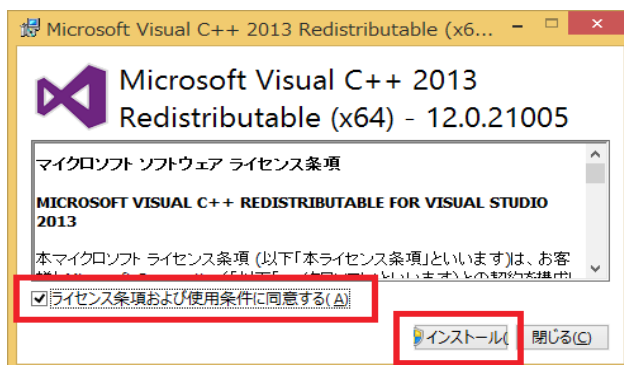 Microsoft Visual C++ 2013 Redistributable (x6...
Microsoft Visual C++ 2013
Redistributable (x64) - 12.0.21005
マイクロソフト ソフトウェア ライセンス条項
MICROSOFT VISUAL C++ REDISTRIBUTABLE FOR VISUAL STUDIO
2013
本マイクロソフト ライセンス条項 (以下「本ライセンス条項」といいます)は、お客
ライセンス条項および使用条件に同意する(A)
インストール(
閉じる(C)